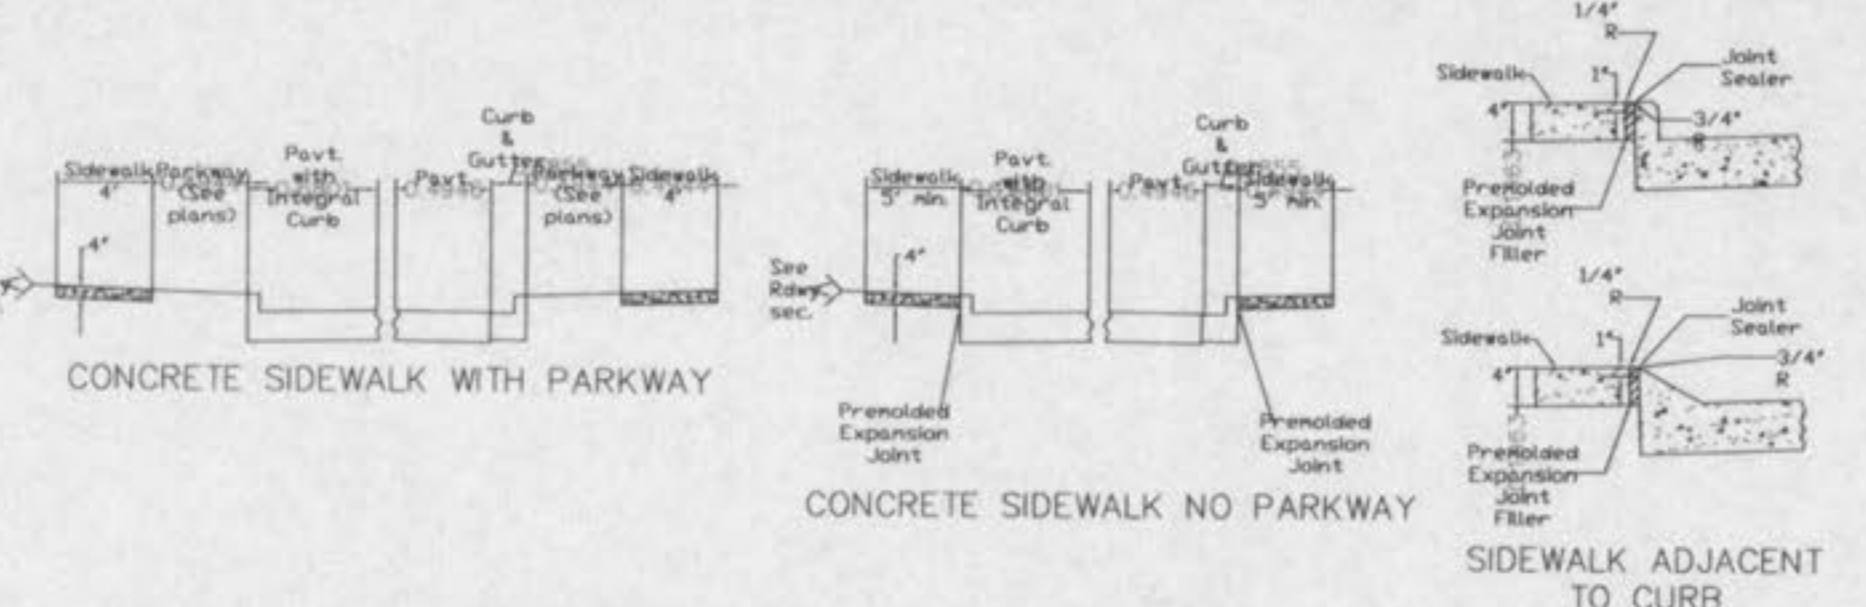 Sidewalk
4'
Parkway
(See
plans)
Pavt.
with
Integral
Curb
Pavt.
Curb
&
Gutter
Parkway
(See
plans)
Sidewalk
4'
4"
CONCRETE SIDEWALK WITH PARKWAY
Sidewalk
5' min.
Pavt.
with
Integral
Curb
Pavt.
Curb
&
Gutter
Sidewalk
5' min.
4"
See
Rdwy.
sec.
Premolded
Expansion
Joint
Premolded
Expansion
Joint
CONCRETE SIDEWALK NO PARKWAY
1/4"
R
Joint
Sealer
Sidewalk
1"
4"
3/4"
R
Premolded
Expansion
Joint
Filler
1/4"
R
Joint
Sealer
Sidewalk
1"
4"
3/4"
R
Premolded
Expansion
Joint
Filler
SIDEWALK ADJACENT
TO CURB